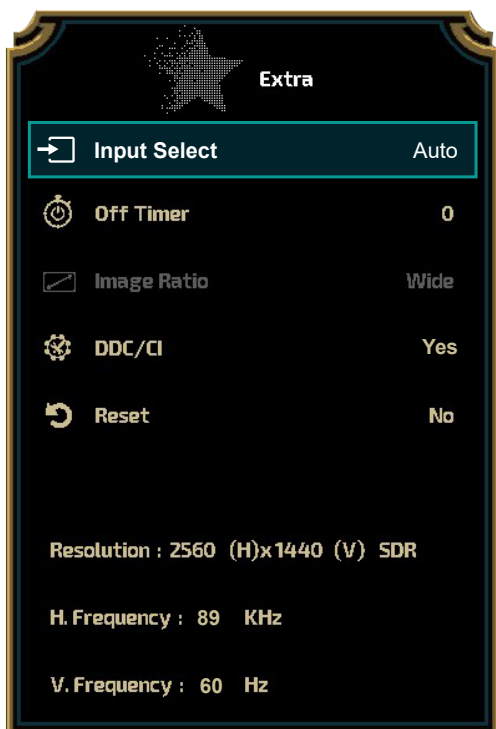 Extra
Input Select Auto
Off Timer 0
Image Ratio Wide
DDC/CI Yes
Reset No
Resolution : 2560 (H)x1440 (V) SDR
H. Frequency : 89 KHz
V. Frequency : 60 Hz